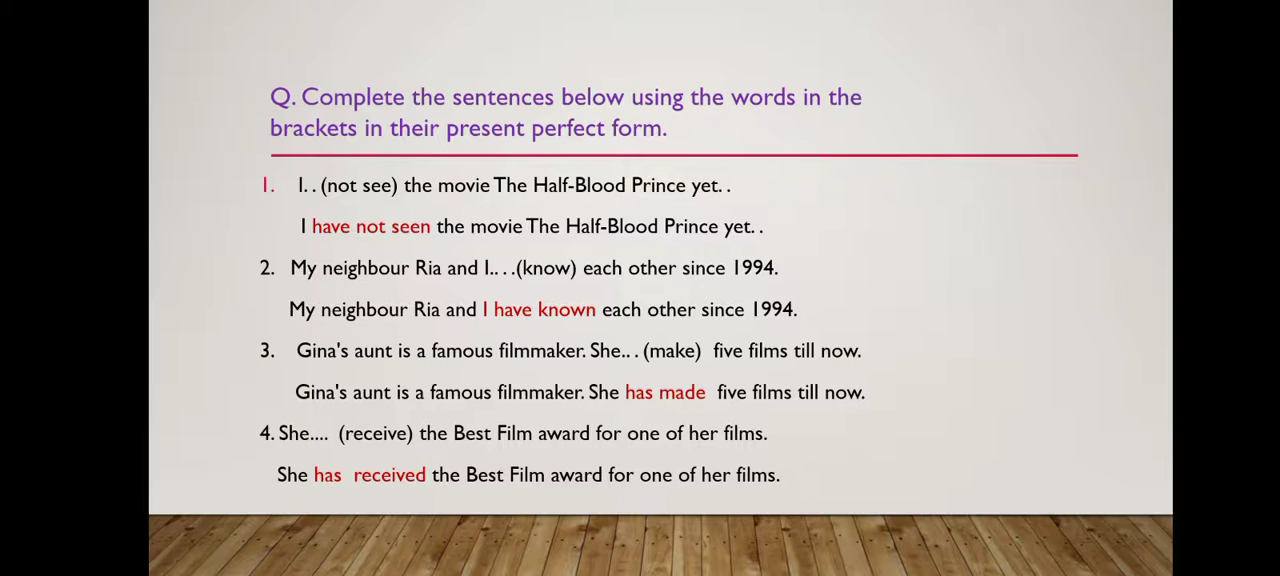 Q. Complete the sentences below using the words in the
brackets in their present perfect form.
1. I. . (not see) the movie The Half-Blood Prince yet. .
I have not seen the movie The Half-Blood Prince yet. .
2. My neighbour Ria and I.. . .(know) each other since 1994.
My neighbour Ria and I have known each other since 1994.
3. Gina's aunt is a famous filmmaker. She.. . (make) five films till now.
Gina's aunt is a famous filmmaker. She has made five films till now.
4. She.... (receive) the Best Film award for one of her films.
She has received the Best Film award for one of her films.